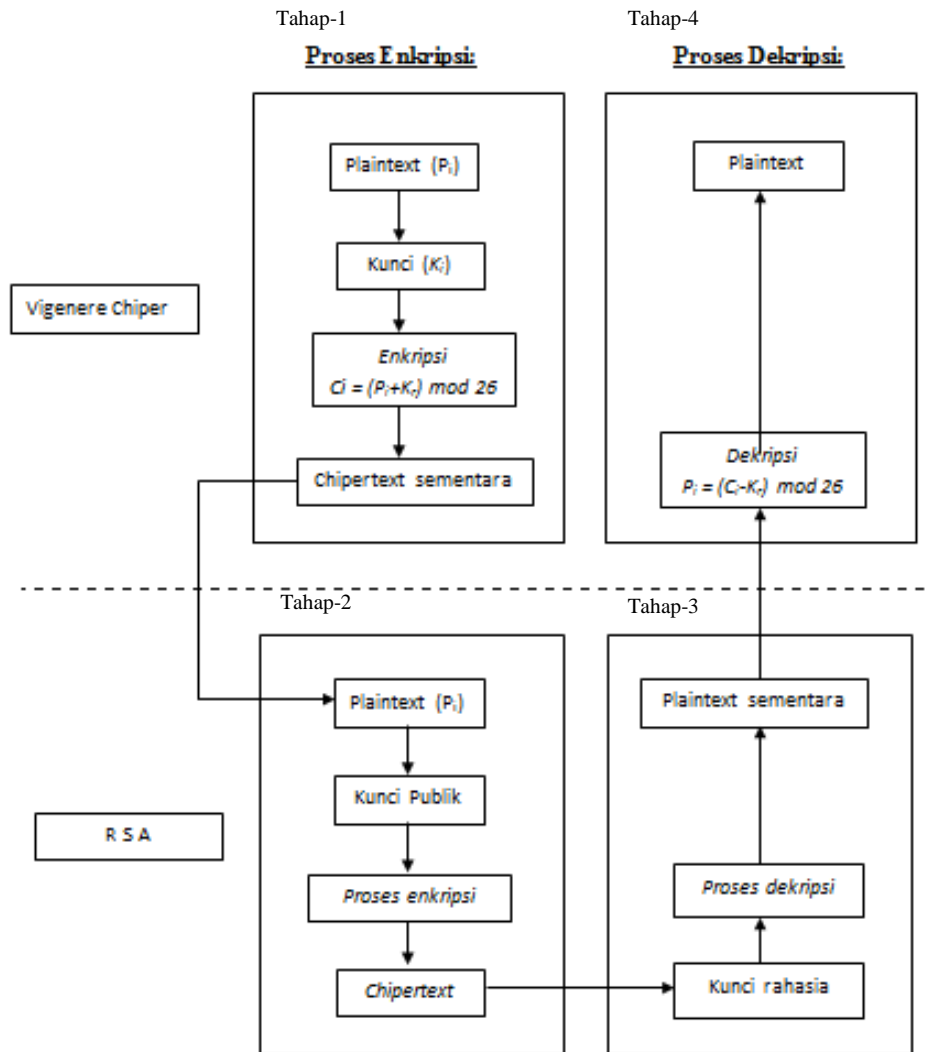 Tahap-1
Proses Enkripsi:
Plaintext (Pᵢ)
Kunci (Kᵢ)
Enkripsi
Ci = (Pᵢ+Kᵣ) mod 26
Chipertext sementara
Vigenere Chiper
Tahap-4
Proses Dekripsi:
Plaintext
Dekripsi
Pᵢ = (Cᵢ-Kᵣ) mod 26
Tahap-2
Plaintext (Pᵢ)
Kunci Publik
Proses enkripsi
Chipertext
R S A
Tahap-3
Plaintext sementara
Proses dekripsi
Kunci rahasia